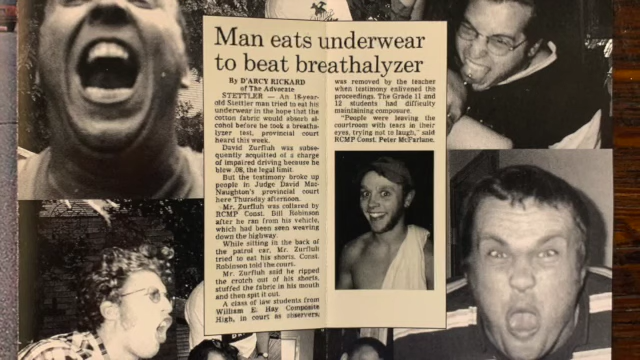 Man eats underwear
to beat breathalyzer
By D'ARCY RICKARD
of The Advocate
STETTLER — An 18-year-
old Stettler man tried to eat his
underwear in the hope that the
cotton fabric would absorb al-
cohol before he took a breatha-
lyzer test, provincial court
heard this week.
David Zurfluh was subse-
quently acquitted of a charge
of impaired driving because he
blew .08, the legal limit.
But the testimony broke up
people in Judge David Mac-
Naughton's provincial court
here Thursday afternoon.
Mr. Zurfluh was collared by
RCMP Const. Bill Robinson
after he ran from his vehicle,
which had been seen weaving
down the highway.
While sitting in the back of
the patrol car, Mr. Zurfluh
tried to eat his shorts, Const.
Robinson told the court.
Mr. Zurfluh said he ripped
the crotch out of his shorts,
stuffed the fabric in his mouth
and then spit it out.
A class of law students from
William E. Hay Composite
High, in court as observers,
was removed by the teacher
when testimony enlivened the
proceedings. The Grade 11 and
12 students had difficulty
maintaining composure.
"People were leaving the
courtroom with tears in their
eyes, trying not to laugh," said
RCMP Const. Peter McFarlane.